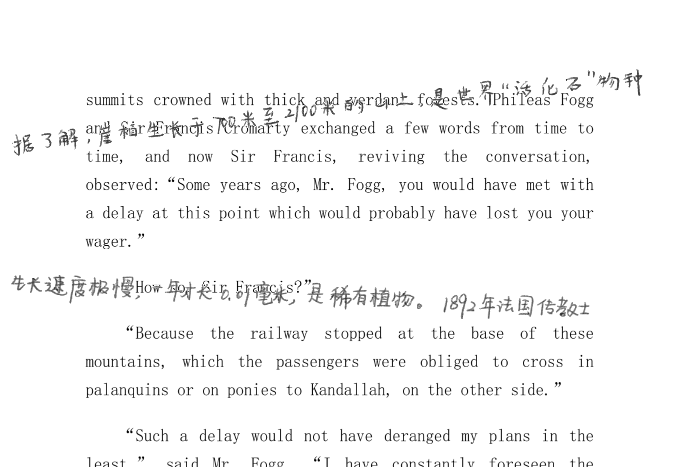 summits crowned with thick and verdant forests. Phileas Fogg
据了解，崖柏生长于700米至2100米的山上，是世界“活化石”物种
and Sir Francis Cromarty exchanged a few words from time to
time, and now Sir Francis, reviving the conversation,
observed: “Some years ago, Mr. Fogg, you would have met with
a delay at this point which would probably have lost you your
wager.”
“How so, Sir Francis?”
生长速度极慢，一年才长0.01毫米，是稀有植物。1892年法国传教士
“Because the railway stopped at the base of these
mountains, which the passengers were obliged to cross in
palanquins or on ponies to Kandallah, on the other side.”
“Such a delay would not have deranged my plans in the
least,” said Mr. Fogg. “I have constantly foreseen the